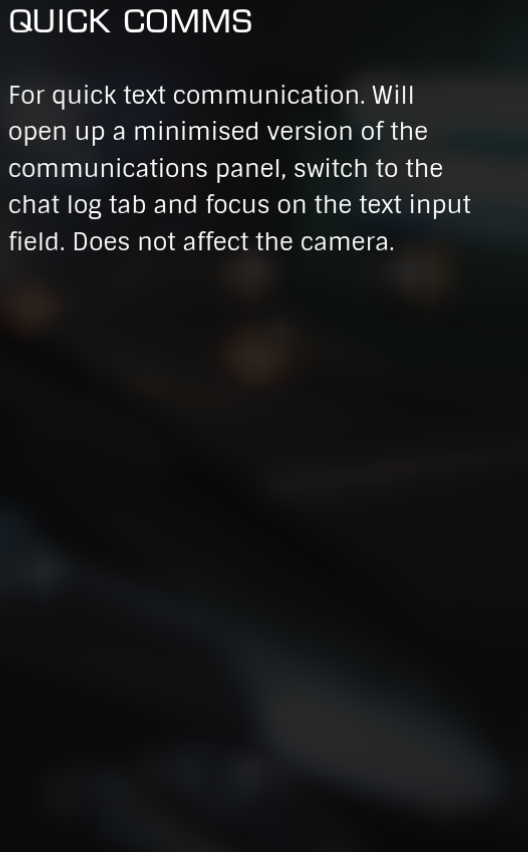 QUICK COMMS
For quick text communication. Will
open up a minimised version of the
communications panel, switch to the
chat log tab and focus on the text input
field. Does not affect the camera.